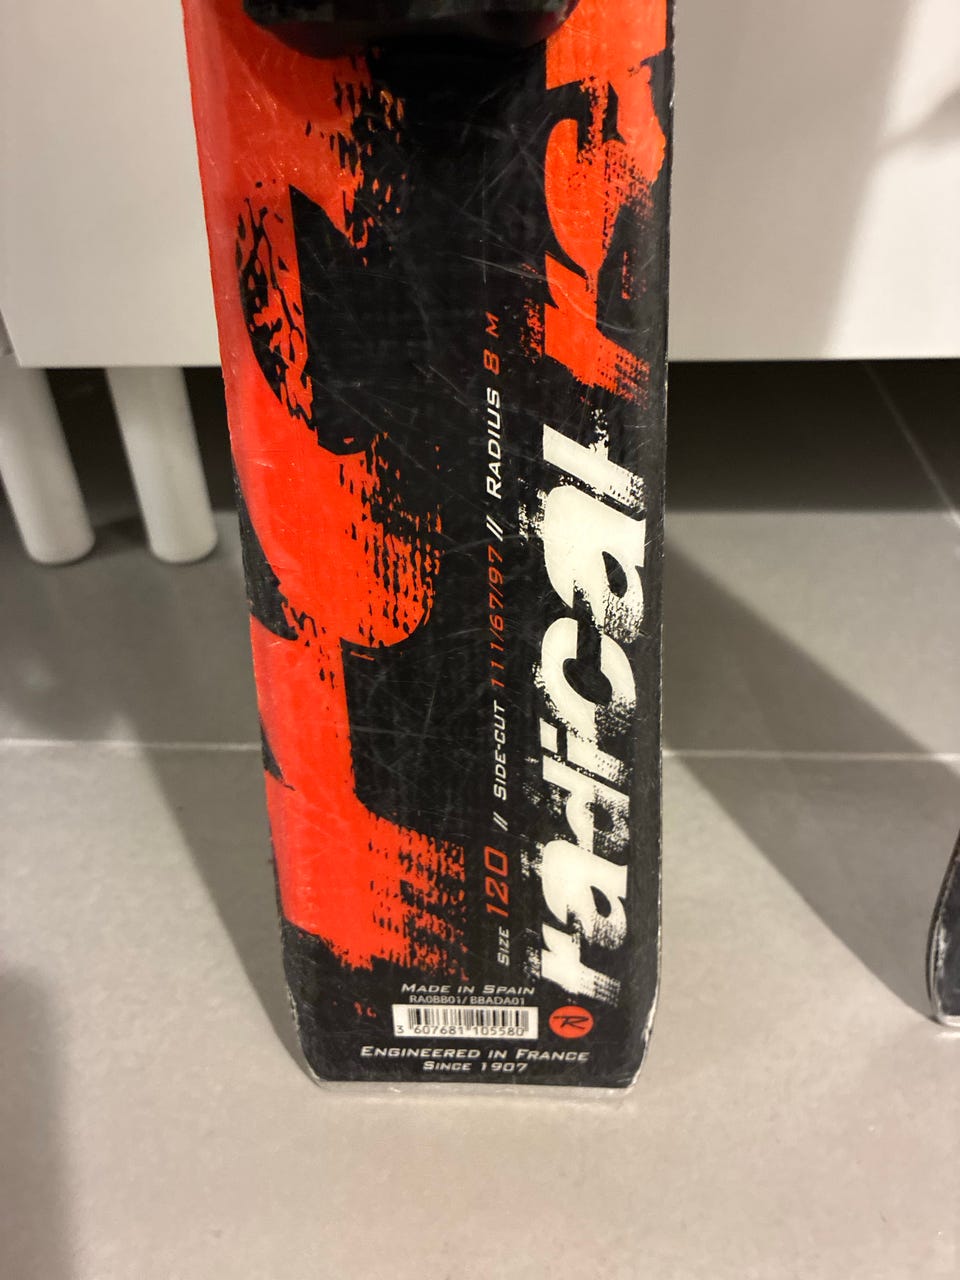 radical
SIZE 120 // SIDE-CUT 111/67/97 // RADIUS 8 M
MADE IN SPAIN
RA0BB01/BBADA01
3 607681 105580
R
ENGINEERED IN FRANCE
SINCE 1907